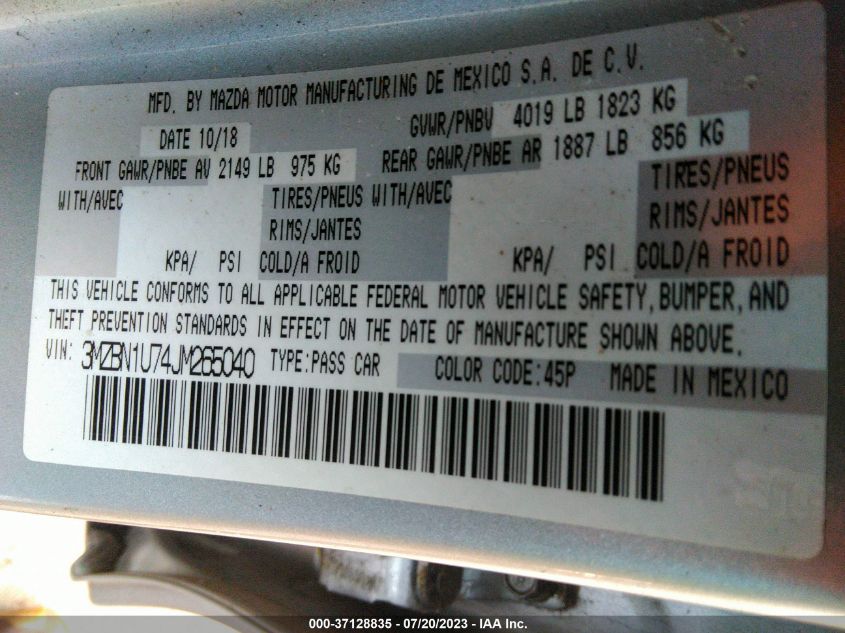 MFD. BY MAZDA MOTOR MANUFACTURING DE MEXICO S.A. DE C.V.
DATE 10/18 GVWR/PNBV 4019 LB 1823 KG
FRONT GAWR/PNBE AV 2149 LB 975 KG REAR GAWR/PNBE AR 1887 LB 856 KG
WITH/AVEC TIRES/PNEUS WITH/AVEC TIRES/PNEUS
RIMS/JANTES RIMS/JANTES
KPA/ PSI COLD/A FROID KPA/ PSI COLD/A FROID
THIS VEHICLE CONFORMS TO ALL APPLICABLE FEDERAL MOTOR VEHICLE SAFETY, BUMPER, AND
THEFT PREVENTION STANDARDS IN EFFECT ON THE DATE OF MANUFACTURE SHOWN ABOVE.
VIN: 3MZBN1U74JM265040 TYPE:PASS CAR COLOR CODE:45P MADE IN MEXICO
000-37128835 - 07/20/2023 - IAA Inc.